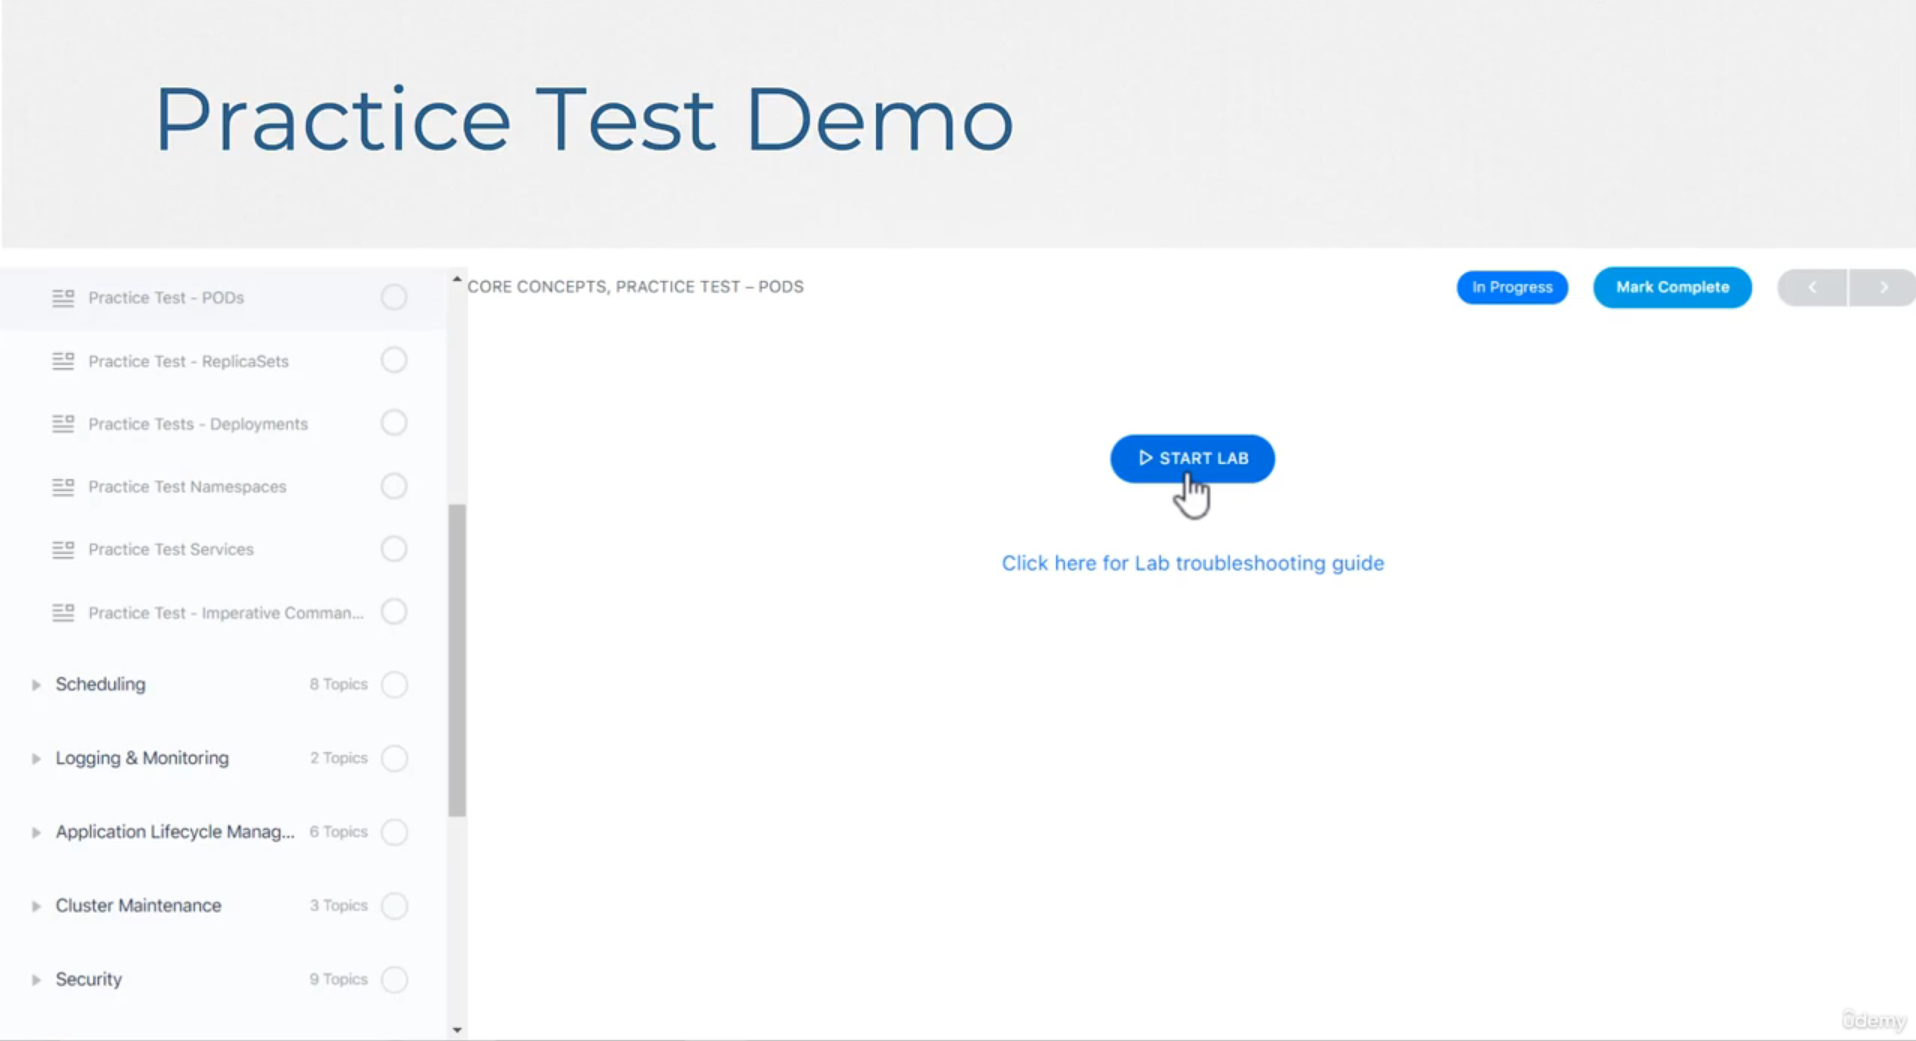 Practice Test Demo
Practice Test - PODs
Practice Test - ReplicaSets
Practice Tests - Deployments
Practice Test Namespaces
Practice Test Services
Practice Test - Imperative Comman...
Scheduling 8 Topics
Logging & Monitoring 2 Topics
Application Lifecycle Manag... 6 Topics
Cluster Maintenance 3 Topics
Security 9 Topics
CORE CONCEPTS, PRACTICE TEST – PODS
In Progress
Mark Complete
START LAB
Click here for Lab troubleshooting guide
ûdemy